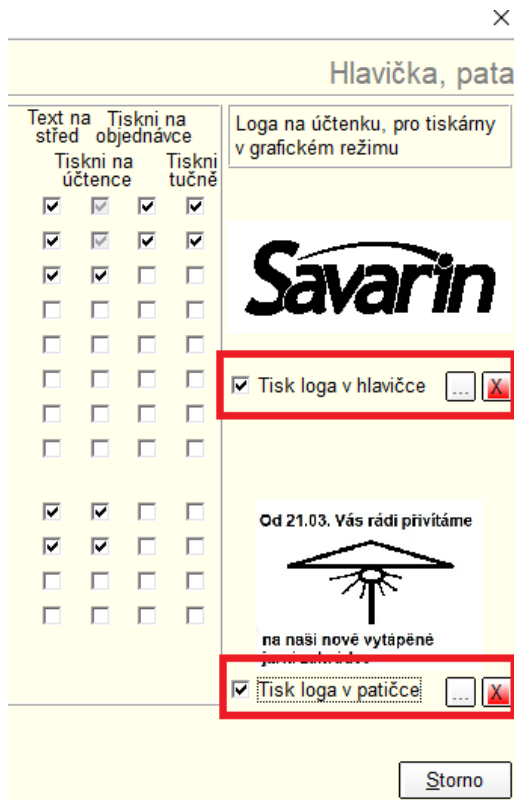 Hlavička, pata
Text na střed
Tiskni na objednávce
Tiskni na účtence
Tiskni tučně
Loga na účtenku, pro tiskárny
v grafickém režimu
Savarin
Tisk loga v hlavičce ... X
Od 21.03. Vás rádi přivítáme
na naší nově vytápěné
Tisk loga v patičce ... X
Storno